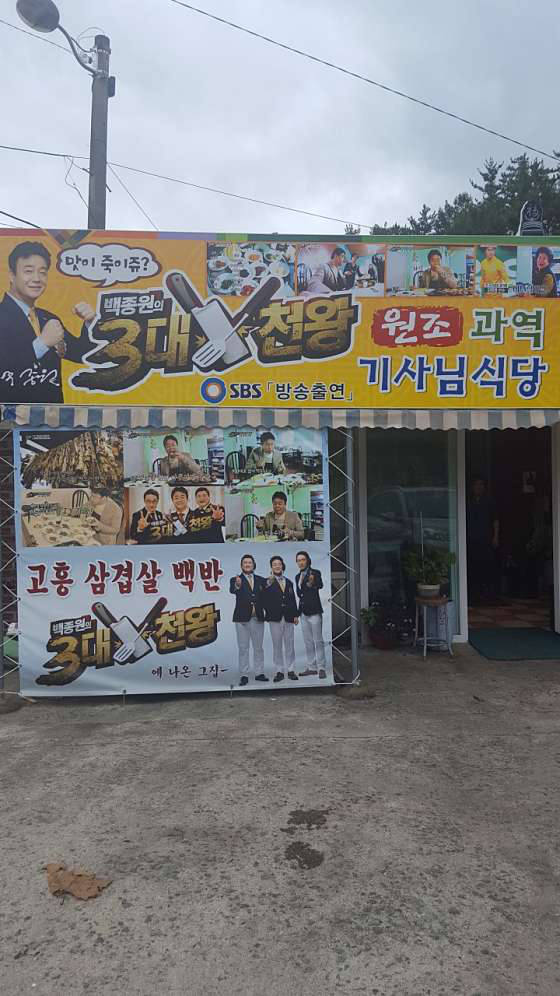 맛이 죽이쥬?
백종원의
3대천왕
SBS 「방송출연」
원조 과역
기사님식당
고흥 삼겹살 백반
백종원의
3대천왕
에 나온 그집~